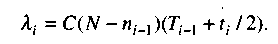 λᵢ = C(N − nᵢ₋₁)(Tᵢ₋₁ + tᵢ / 2).